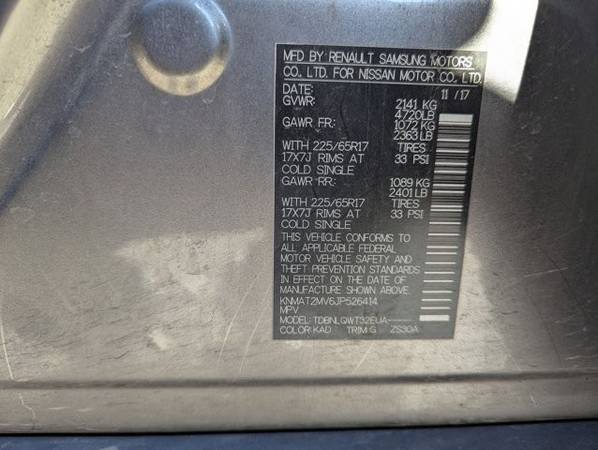 MFD BY RENAULT SAMSUNG MOTORS
CO., LTD. FOR NISSAN MOTOR CO., LTD.
DATE: 11 / 17
GVWR: 2141 KG
4720LB
GAWR FR: 1072 KG
2363 LB
WITH 225/65R17 TIRES
17X7J RIMS AT 33 PSI
COLD SINGLE
GAWR RR: 1089 KG
2401 LB
WITH 225/65R17 TIRES
17X7J RIMS AT 33 PSI
COLD SINGLE
THIS VEHICLE CONFORMS TO
ALL APPLICABLE FEDERAL
MOTOR VEHICLE SAFETY AND
THEFT PREVENTION STANDARDS
IN EFFECT ON THE DATE OF
MANUFACTURE SHOWN ABOVE
KNMAT2MV6JP526414
MPV
MODEL: TDBNLQWT32EUA-----
COLOR: KAD TRIM: G ZS30A